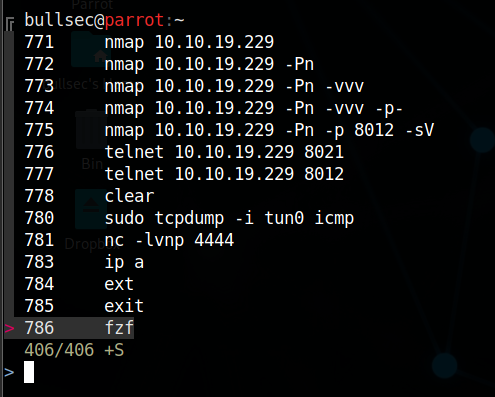 Parrot
bullsec@parrot:~
771 nmap 10.10.19.229
772 nmap 10.10.19.229 -Pn
773 nmap 10.10.19.229 -Pn -vvv
774 nmap 10.10.19.229 -Pn -vvv -p-
775 nmap 10.10.19.229 -Pn -p 8012 -sV
776 telnet 10.10.19.229 8021
777 telnet 10.10.19.229 8012
778 clear
780 sudo tcpdump -i tun0 icmp
781 nc -lvnp 4444
783 ip a
784 ext
785 exit
> 786 fzf
406/406 +S
>